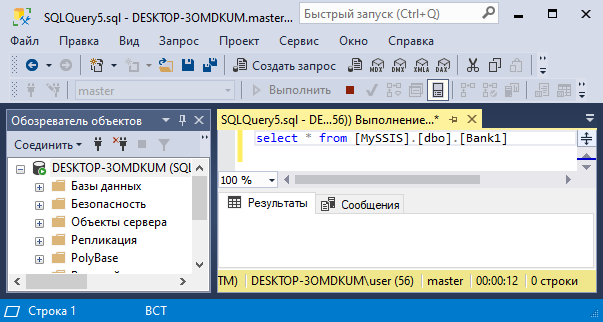 SQLQuery5.sql - DESKTOP-3OMDKUM.master...
Быстрый запуск (Ctrl+Q)
Файл Правка Вид Запрос Проект Сервис Окно Справка
Создать запрос MDX DMX XMLA DAX
master Выполнить
Обозреватель объектов
SQLQuery5.sql - DE...56)) Выполнение...*
Соединить
select * from [MySSIS].[dbo].[Bank1]
DESKTOP-3OMDKUM (SQL
Базы данных
Безопасность
Объекты сервера
Репликация
PolyBase
100 %
Результаты Сообщения
TM) DESKTOP-3OMDKUM\user (56) master 00:00:12 0 строки
Строка 1 ВСТ